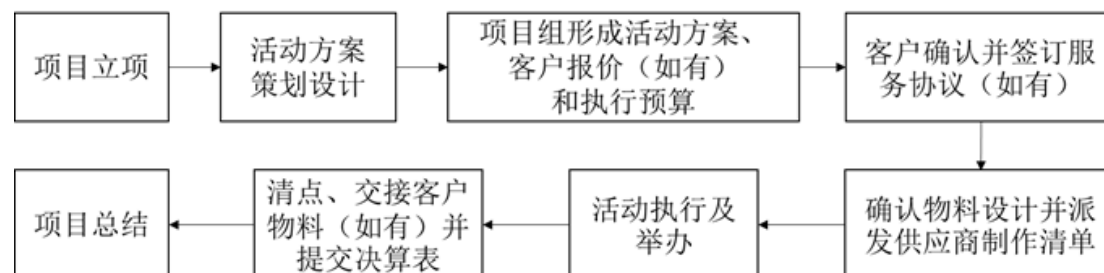 项目立项
活动方案
策划设计
项目组形成活动方案、
客户报价（如有）
和执行预算
客户确认并签订服
务协议（如有）
确认物料设计并派
发供应商制作清单
活动执行及
举办
清点、交接客户
物料（如有）并
提交决算表
项目总结